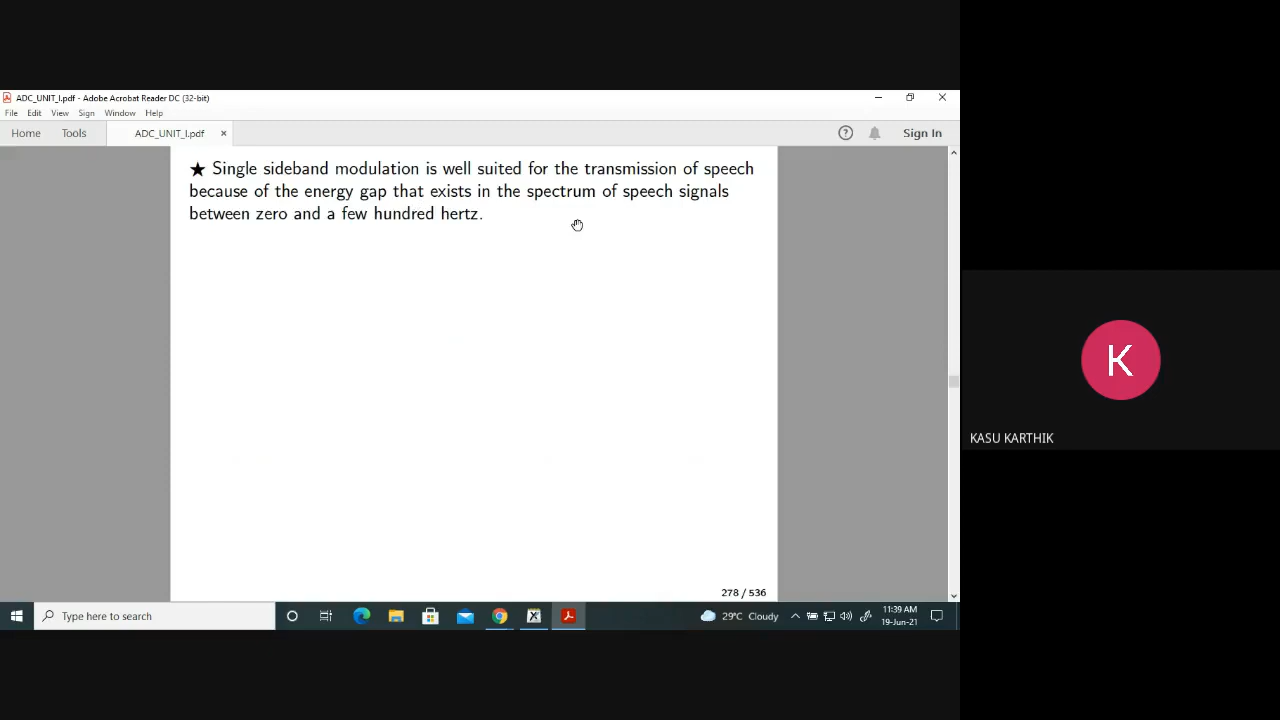 ADC_UNIT_I.pdf - Adobe Acrobat Reader DC (32-bit)
File Edit View Sign Window Help
Home Tools ADC_UNIT_I.pdf × Sign In
★ Single sideband modulation is well suited for the transmission of speech
because of the energy gap that exists in the spectrum of speech signals
between zero and a few hundred hertz.
278 / 536
K
KASU KARTHIK
Type here to search
29°C Cloudy
11:39 AM
19-Jun-21